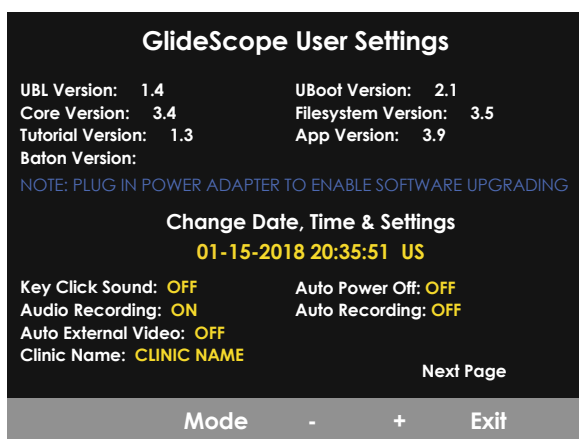 GlideScope User Settings
UBL Version: 1.4 UBoot Version: 2.1
Core Version: 3.4 Filesystem Version: 3.5
Tutorial Version: 1.3 App Version: 3.9
Baton Version:
NOTE: PLUG IN POWER ADAPTER TO ENABLE SOFTWARE UPGRADING
Change Date, Time & Settings
01-15-2018 20:35:51 US
Key Click Sound: OFF Auto Power Off: OFF
Audio Recording: ON Auto Recording: OFF
Auto External Video: OFF
Clinic Name: CLINIC NAME
Next Page
Mode - + Exit